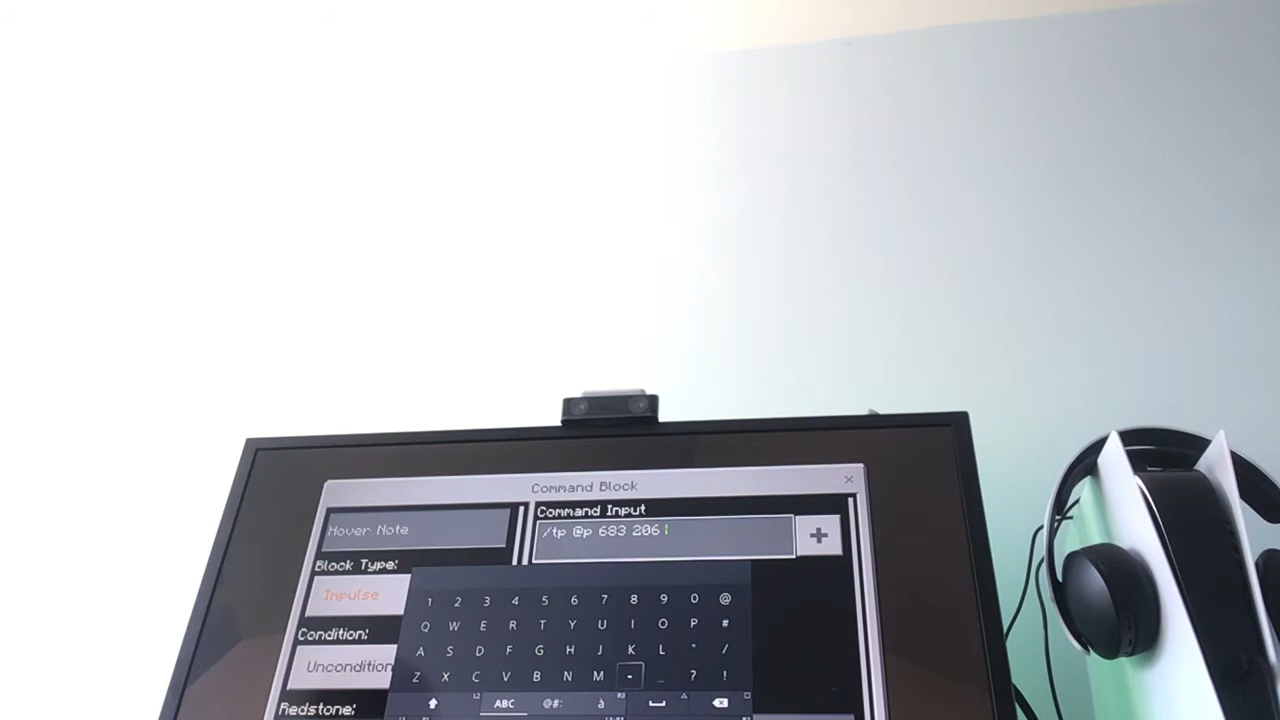 Command Block
Hover Note
Command Input
/tp @p 683 206
Block Type:
Impulse
Condition:
Uncondition
Redstone:
1 2 3 4 5 6 7 8 9 0 @
Q W E R T Y U I O P #
A S D F G H J K L " /
Z X C V B N M - _ ? !
ABC @#: à